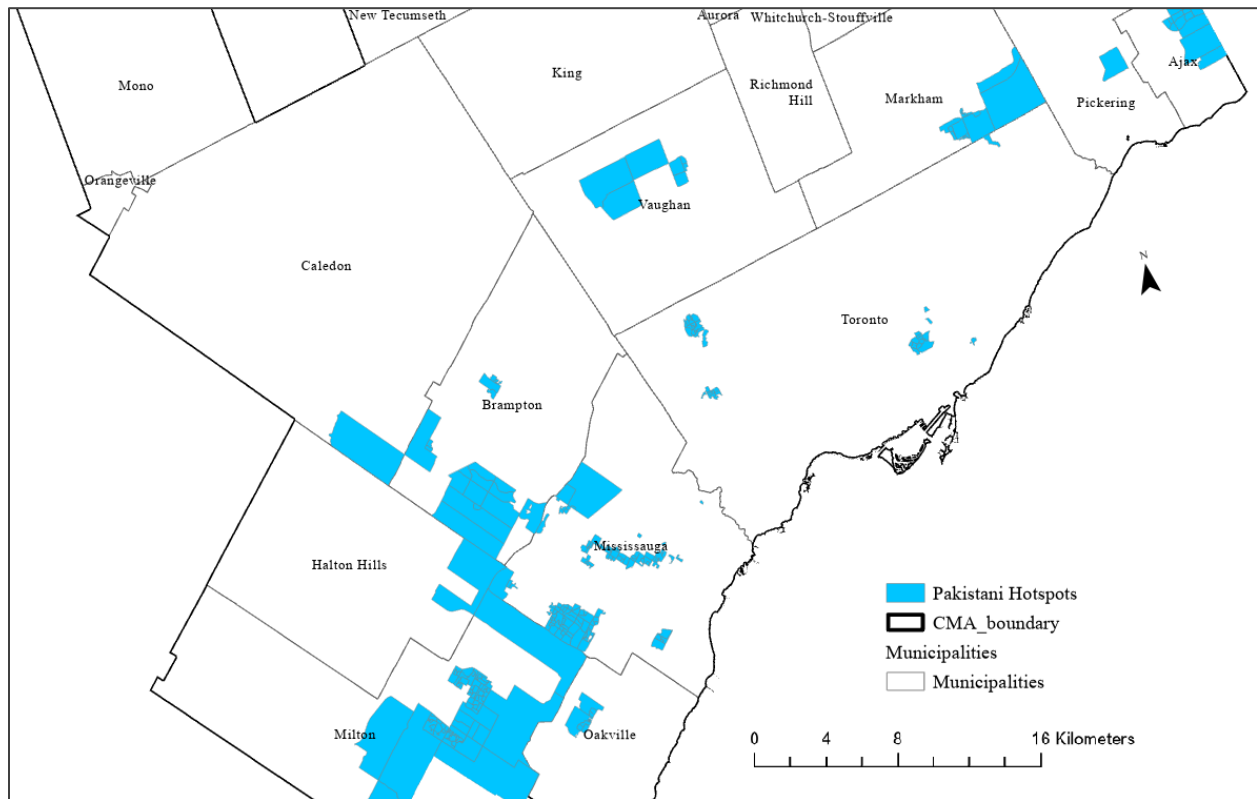 New Tecumseth
Aurora
Whitchurch-Stouffville
Mono
King
Richmond
Hill
Markham
Pickering
Ajax
Orangeville
Vaughan
Caledon
N
Toronto
Brampton
Mississauga
Halton Hills
Milton
Oakville
Pakistani Hotspots
CMA_boundary
Municipalities
Municipalities
0 4 8 16 Kilometers